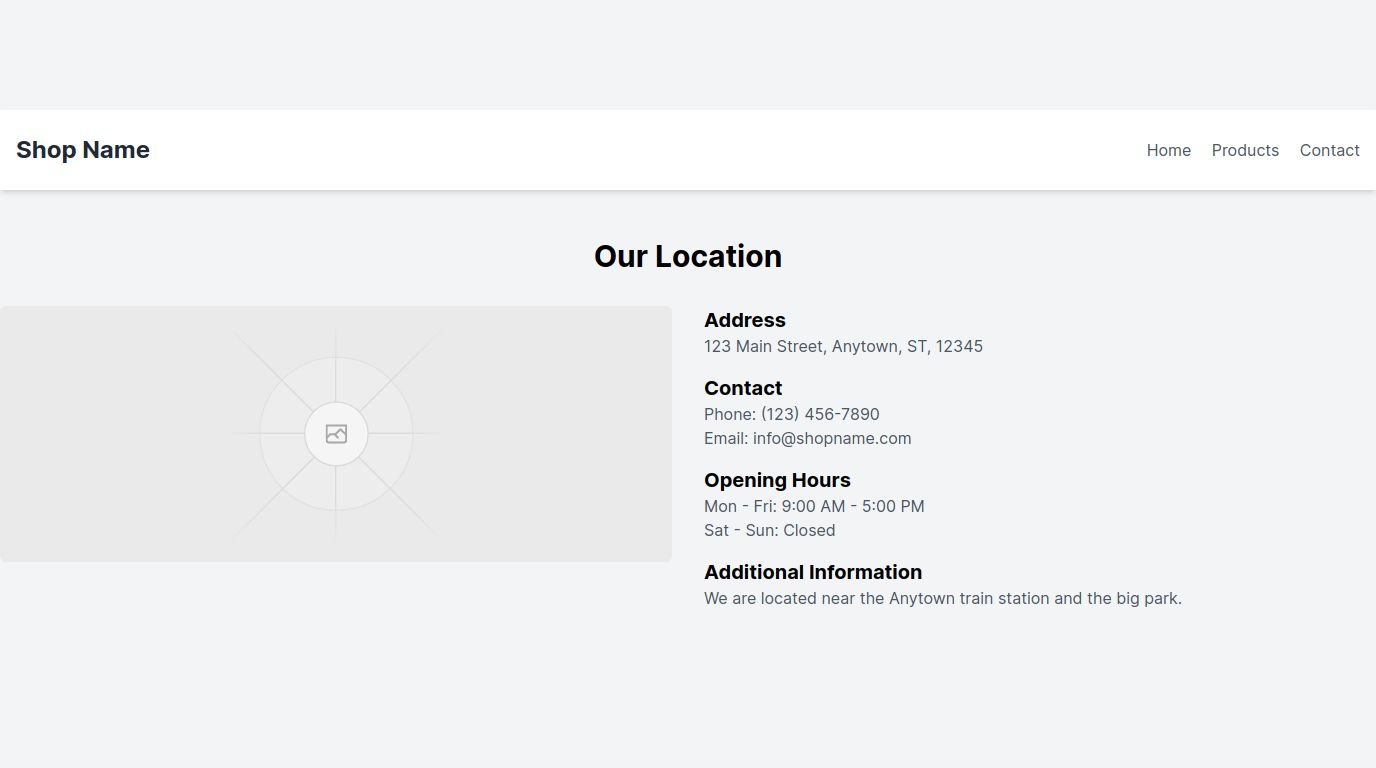 Shop Name
Home Products Contact
Our Location
Address
123 Main Street, Anytown, ST, 12345
Contact
Phone: (123) 456-7890
Email: info@shopname.com
Opening Hours
Mon - Fri: 9:00 AM - 5:00 PM
Sat - Sun: Closed
Additional Information
We are located near the Anytown train station and the big park.